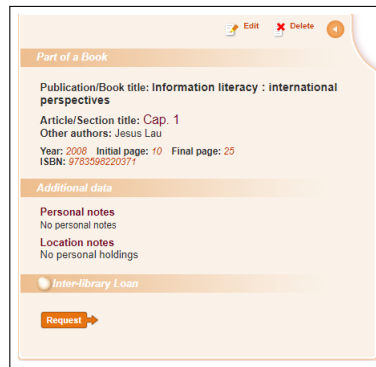 Edit Delete
Part of a Book
Publication/Book title: Information literacy : international
perspectives
Article/Section title: Cap. 1
Other authors: Jesus Lau
Year: 2008 Initial page: 10 Final page: 25
ISBN: 9783598220371
Additional data
Personal notes
No personal notes
Location notes
No personal holdings
Inter-library Loan
Request